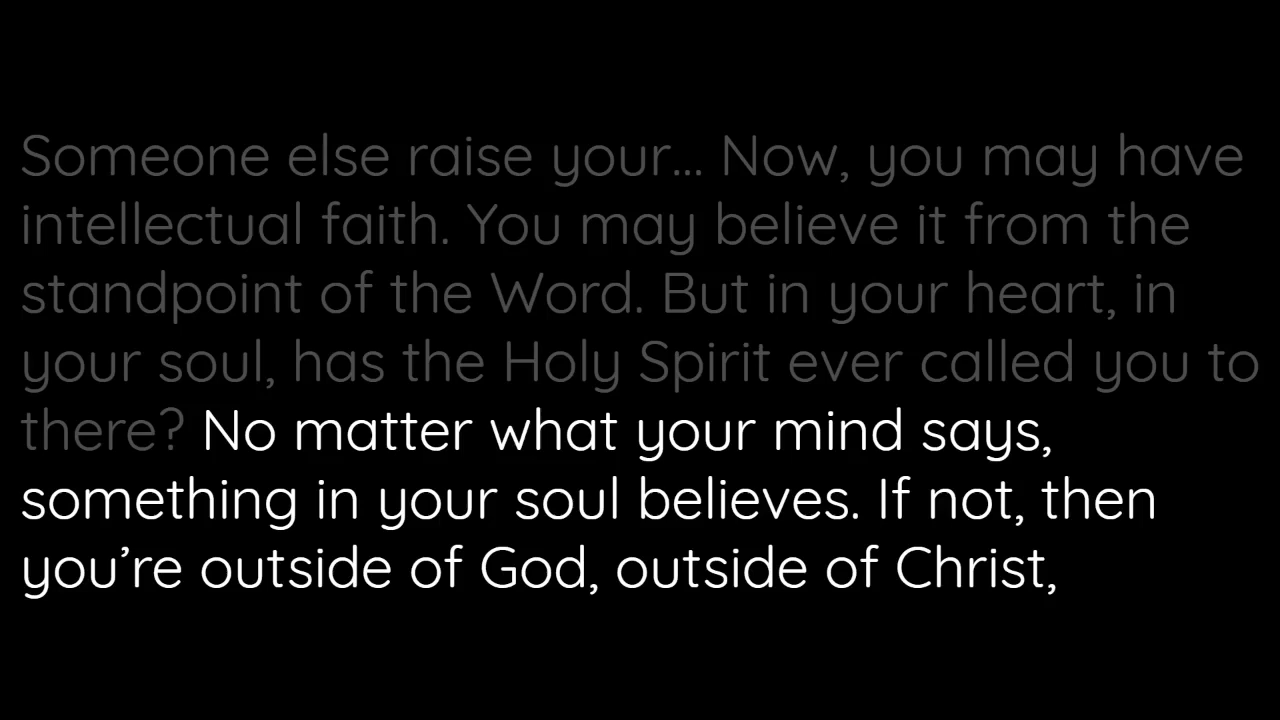 Someone else raise your... Now, you may have
intellectual faith. You may believe it from the
standpoint of the Word. But in your heart, in
your soul, has the Holy Spirit ever called you to
there? No matter what your mind says,
something in your soul believes. If not, then
you’re outside of God, outside of Christ,